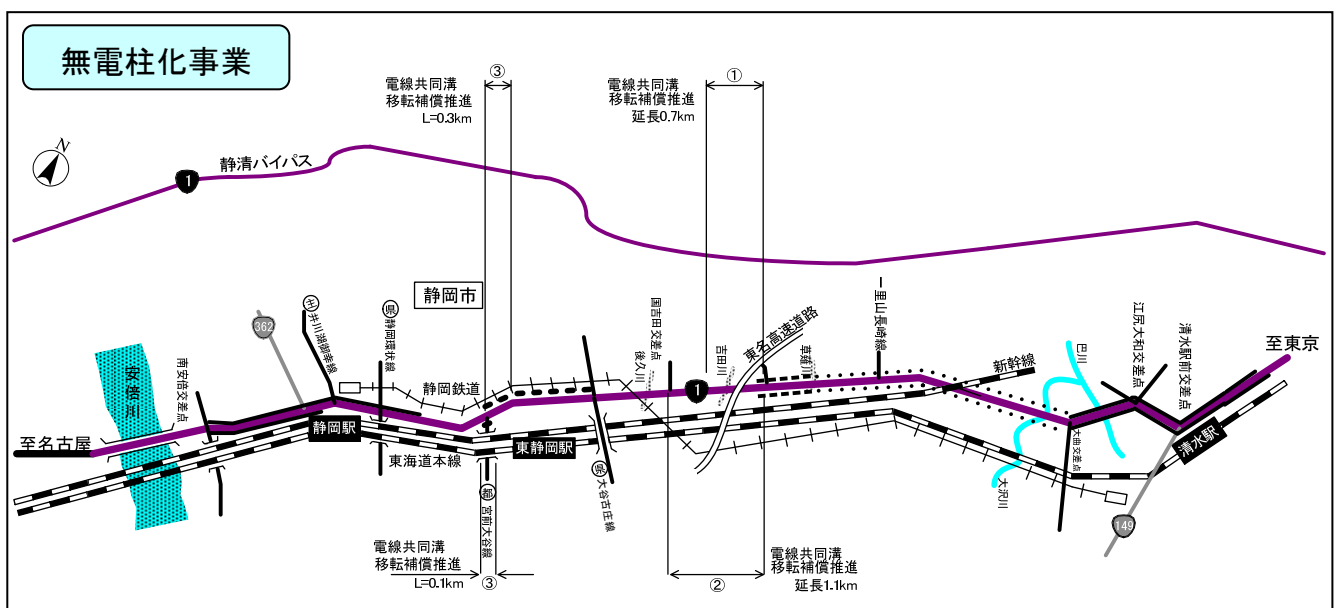 無電柱化事業
③
電線共同溝
移転補償推進
L=0.3km
①
電線共同溝
移転補償推進
延長0.7km
N
静清バイパス
1
静岡市
362
主
井川湖御幸線
県
静岡環状線
静岡鉄道
国吉田交差点
後久川
吉田川
東名高速道路
草薙川
一里山長崎線
新幹線
巴川
江尻大和交差点
清水駅前交差点
至東京
安倍川
南安倍交差点
1
至名古屋
静岡駅
東海道本線
東静岡駅
県
大谷古庄線
大沢川
大曲交差点
清水駅
149
宮前大谷線
電線共同溝
移転補償推進
L=0.1km
③
②
電線共同溝
移転補償推進
延長1.1km